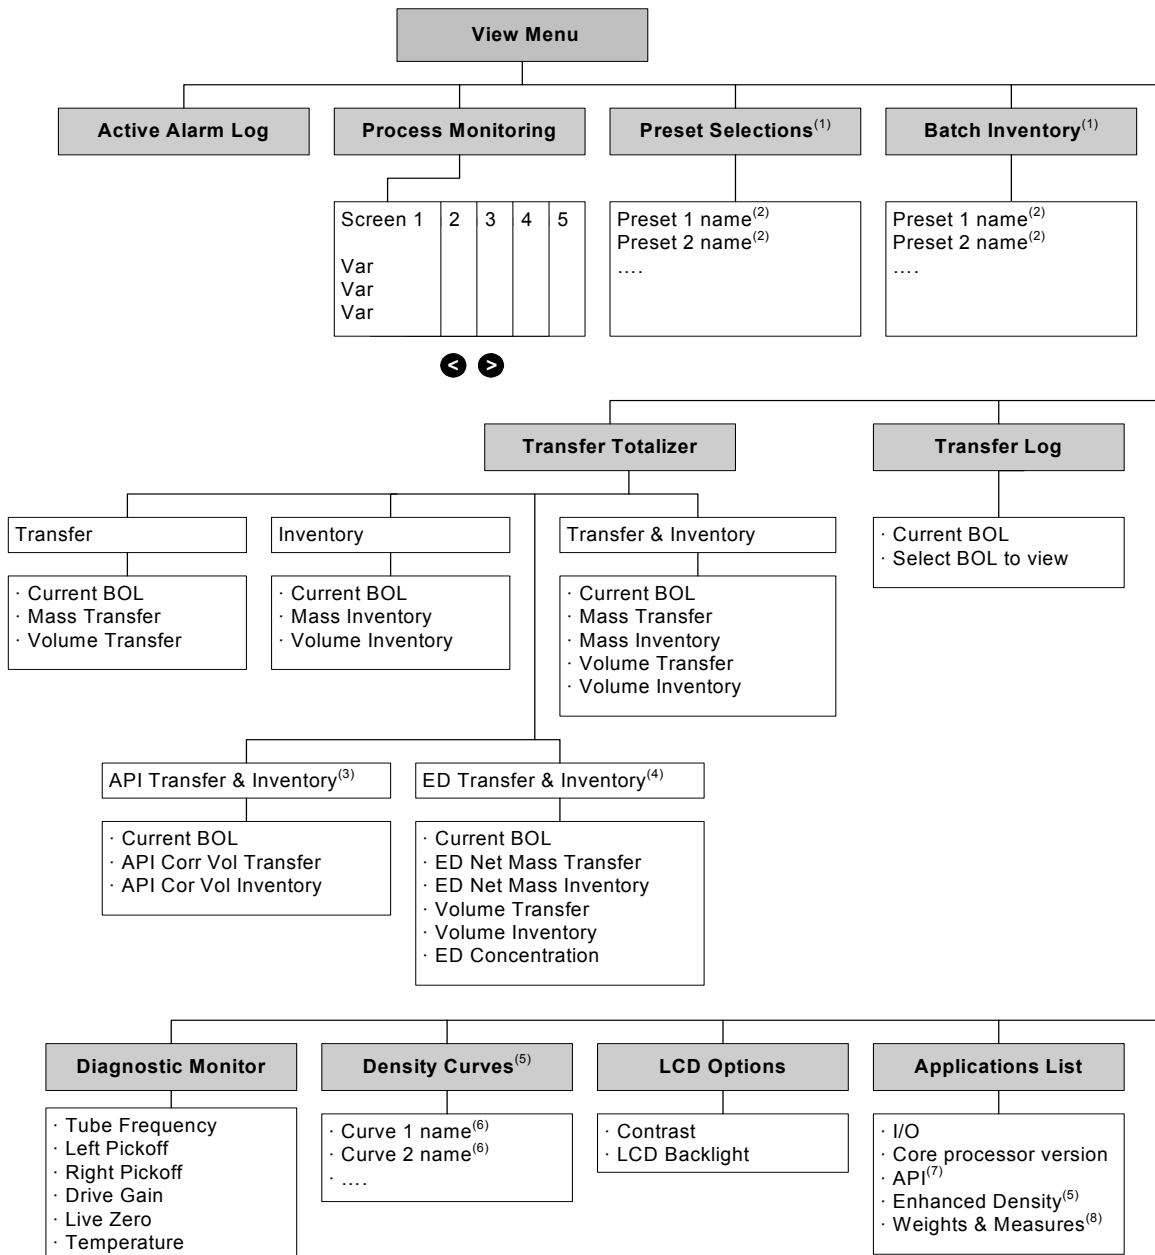 View Menu
Active Alarm Log
Process Monitoring
Preset Selections(1)
Batch Inventory(1)
Screen 1 2 3 4 5
Var
Var
Var
< >
Preset 1 name(2)
Preset 2 name(2)
....
Preset 1 name(2)
Preset 2 name(2)
....
Transfer Totalizer
Transfer Log
Transfer
· Current BOL
· Mass Transfer
· Volume Transfer
Inventory
· Current BOL
· Mass Inventory
· Volume Inventory
Transfer & Inventory
· Current BOL
· Mass Transfer
· Mass Inventory
· Volume Transfer
· Volume Inventory
· Current BOL
· Select BOL to view
API Transfer & Inventory(3)
· Current BOL
· API Corr Vol Transfer
· API Cor Vol Inventory
ED Transfer & Inventory(4)
· Current BOL
· ED Net Mass Transfer
· ED Net Mass Inventory
· Volume Transfer
· Volume Inventory
· ED Concentration
Diagnostic Monitor
· Tube Frequency
· Left Pickoff
· Right Pickoff
· Drive Gain
· Live Zero
· Temperature
Density Curves(5)
· Curve 1 name(6)
· Curve 2 name(6)
· ....
LCD Options
· Contrast
· LCD Backlight
Applications List
· I/O
· Core processor version
· API(7)
· Enhanced Density(5)
· Weights & Measures(8)